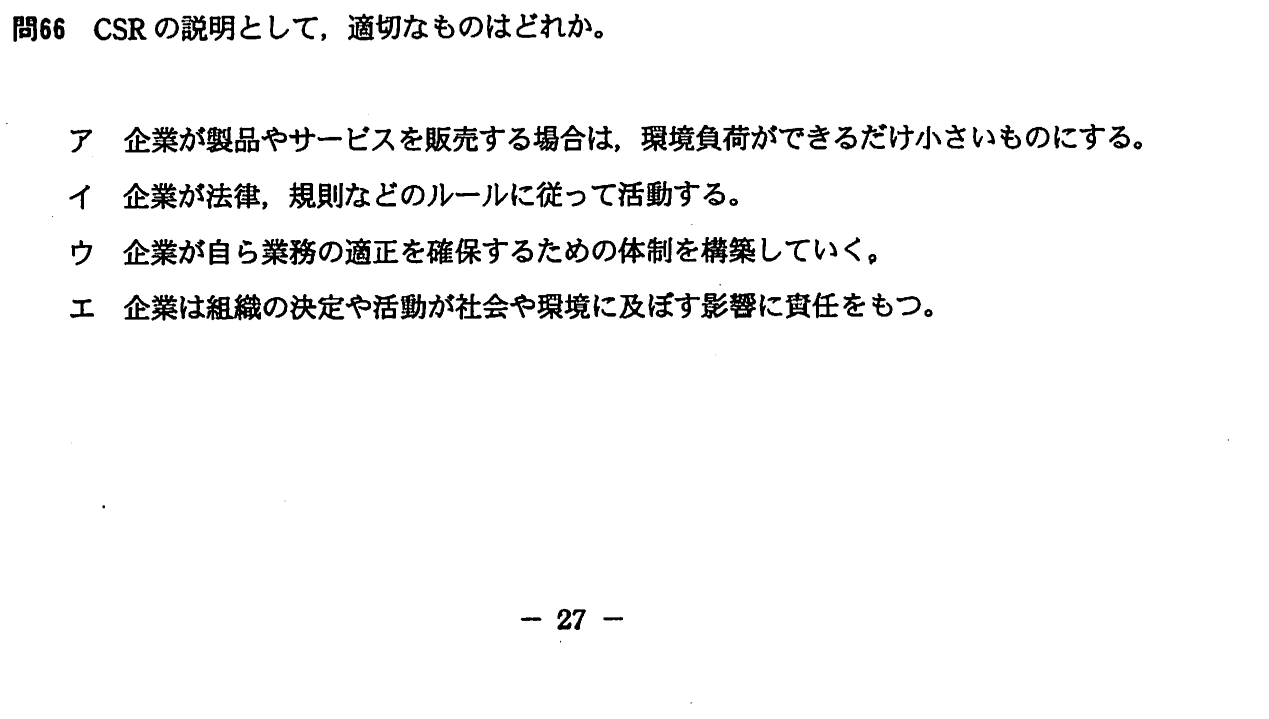 問66 CSR の説明として，適切なものはどれか。
ア 企業が製品やサービスを販売する場合は，環境負荷ができるだけ小さいものにする。
イ 企業が法律，規則などのルールに従って活動する。
ウ 企業が自ら業務の適正を確保するための体制を構築していく。
エ 企業は組織の決定や活動が社会や環境に及ぼす影響に責任をもつ。
－ 27 －